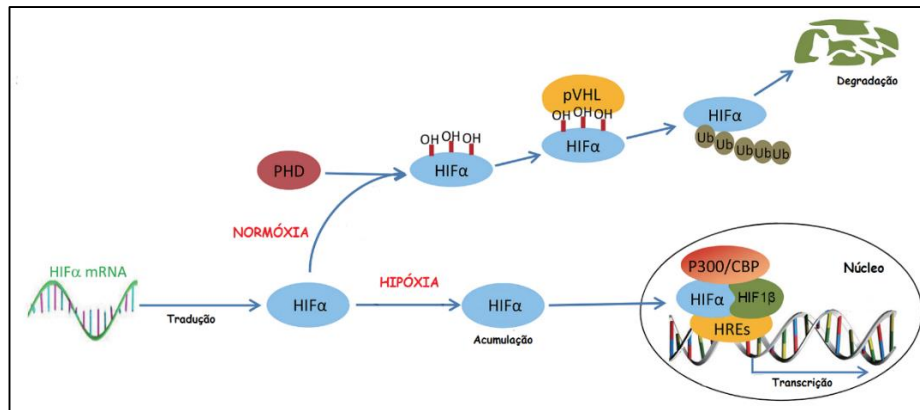 Degradação
pVHL
OH OH OH
HIFα
HIFα
Ub Ub Ub Ub Ub
OH OH OH
HIFα
PHD
NORMÓXIA
HIFα mRNA
Tradução
HIFα
HIPÓXIA
HIFα
Acumulação
Núcleo
P300/CBP
HIFα
HIF1β
HREs
Transcrição